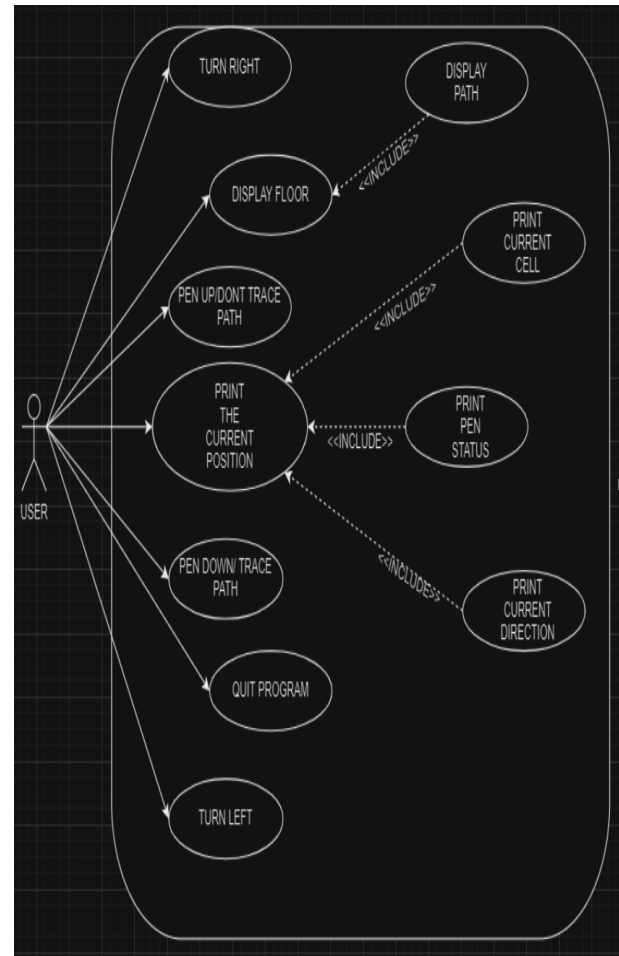 TURN RIGHT
DISPLAY
PATH
<<INCLUDE>>
DISPLAY FLOOR
PRINT
CURRENT
CELL
PEN UP/DONT TRACE
PATH
<<INCLUDE>>
PRINT
THE
CURRENT
POSITION
<<INCLUDE>>
PRINT
PEN
STATUS
USER
PEN DOWN/ TRACE
PATH
<<INCLUDE>>
PRINT
CURRENT
DIRECTION
QUIT PROGRAM
TURN LEFT